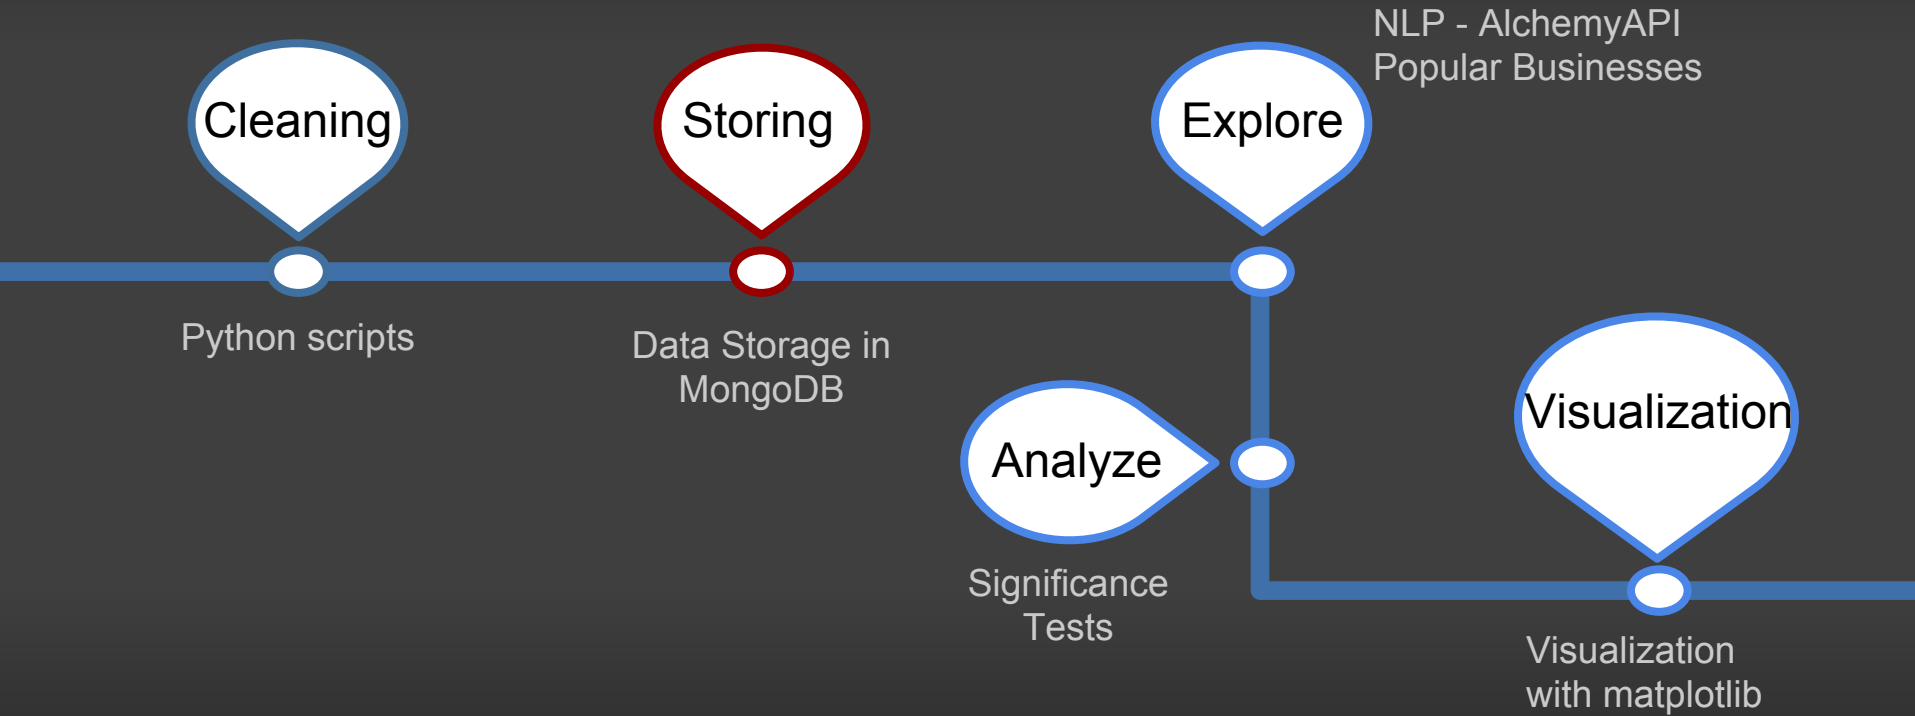 NLP - AlchemyAPI
Popular Businesses
Cleaning
Storing
Explore
Python scripts
Data Storage in
MongoDB
Analyze
Significance
Tests
Visualization
Visualization
with matplotlib